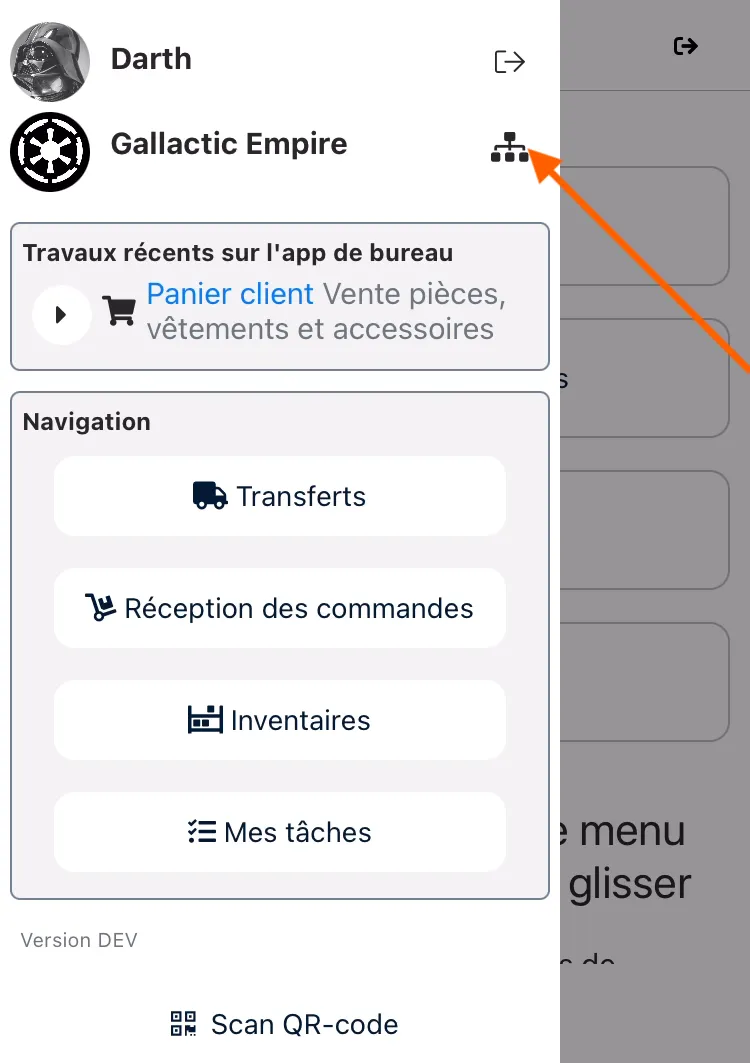 Darth
Gallactic Empire
Travaux récents sur l'app de bureau
Panier client Vente pièces,
vêtements et accessoires
s
Navigation
Transferts
Réception des commandes
Inventaires
Mes tâches
e menu
glisser
Version DEV
s de
Scan QR-code